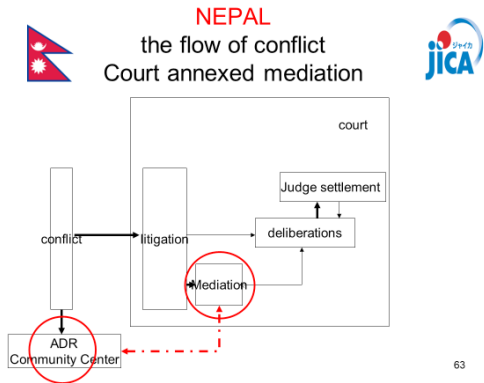 NEPAL
the flow of conflict
Court annexed mediation
ジャイカ
JICA
court
Judge settlement
conflict
litigation
deliberations
Mediation
ADR
Community Center
63